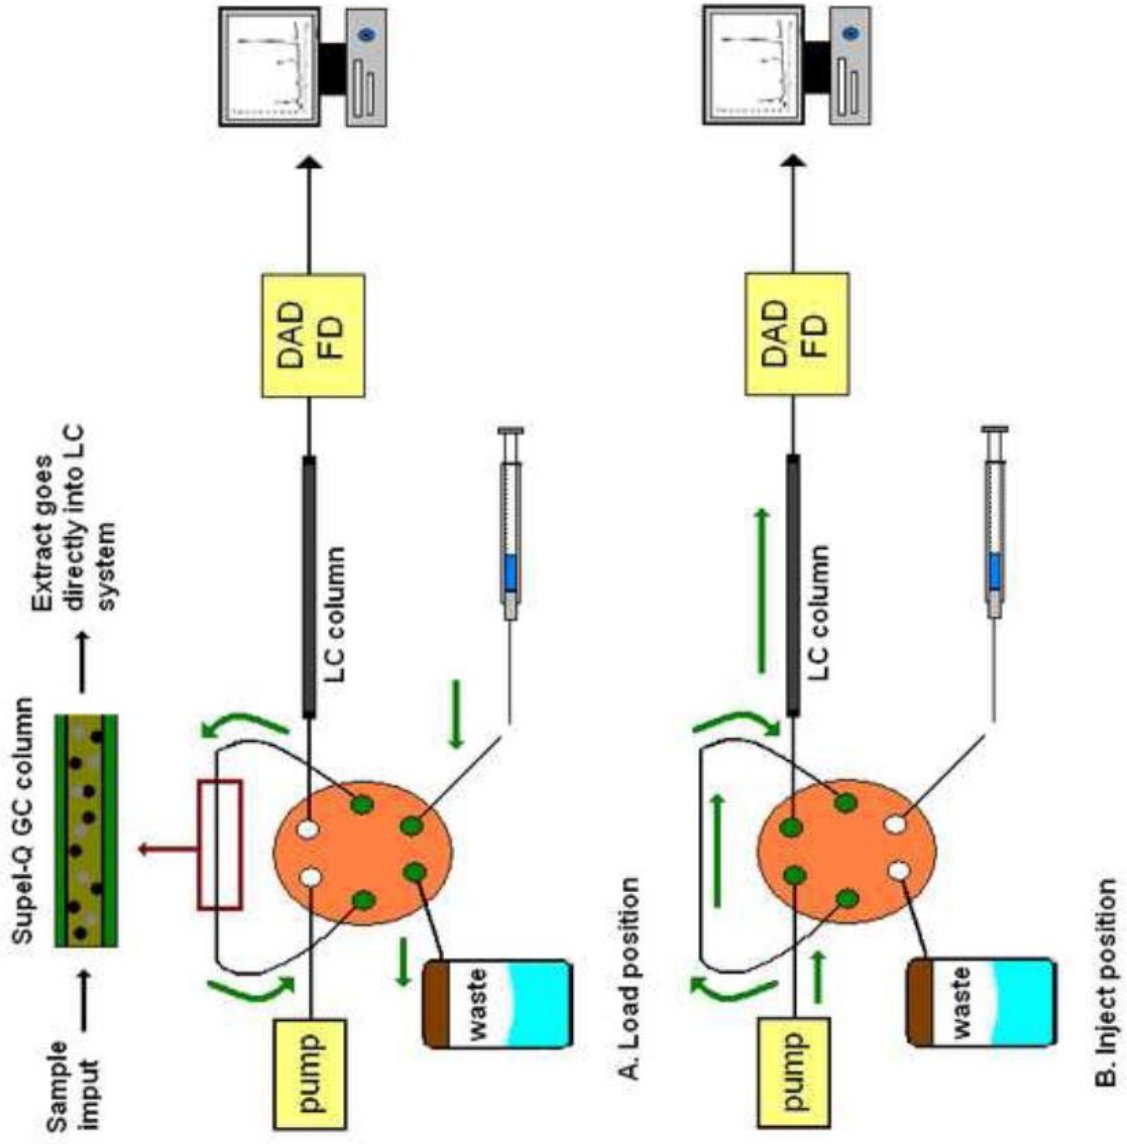 Supel-Q GC column
Sample
imput
Extract goes
directly into LC
system
pump
LC column
DAD
FD
waste
A. Load position
pump
LC column
DAD
FD
waste
B. Inject position